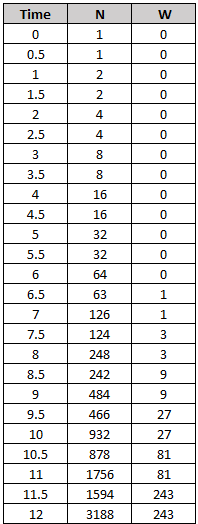 Time N W
0 1 0
0.5 1 0
1 2 0
1.5 2 0
2 4 0
2.5 4 0
3 8 0
3.5 8 0
4 16 0
4.5 16 0
5 32 0
5.5 32 0
6 64 0
6.5 63 1
7 126 1
7.5 124 3
8 248 3
8.5 242 9
9 484 9
9.5 466 27
10 932 27
10.5 878 81
11 1756 81
11.5 1594 243
12 3188 243